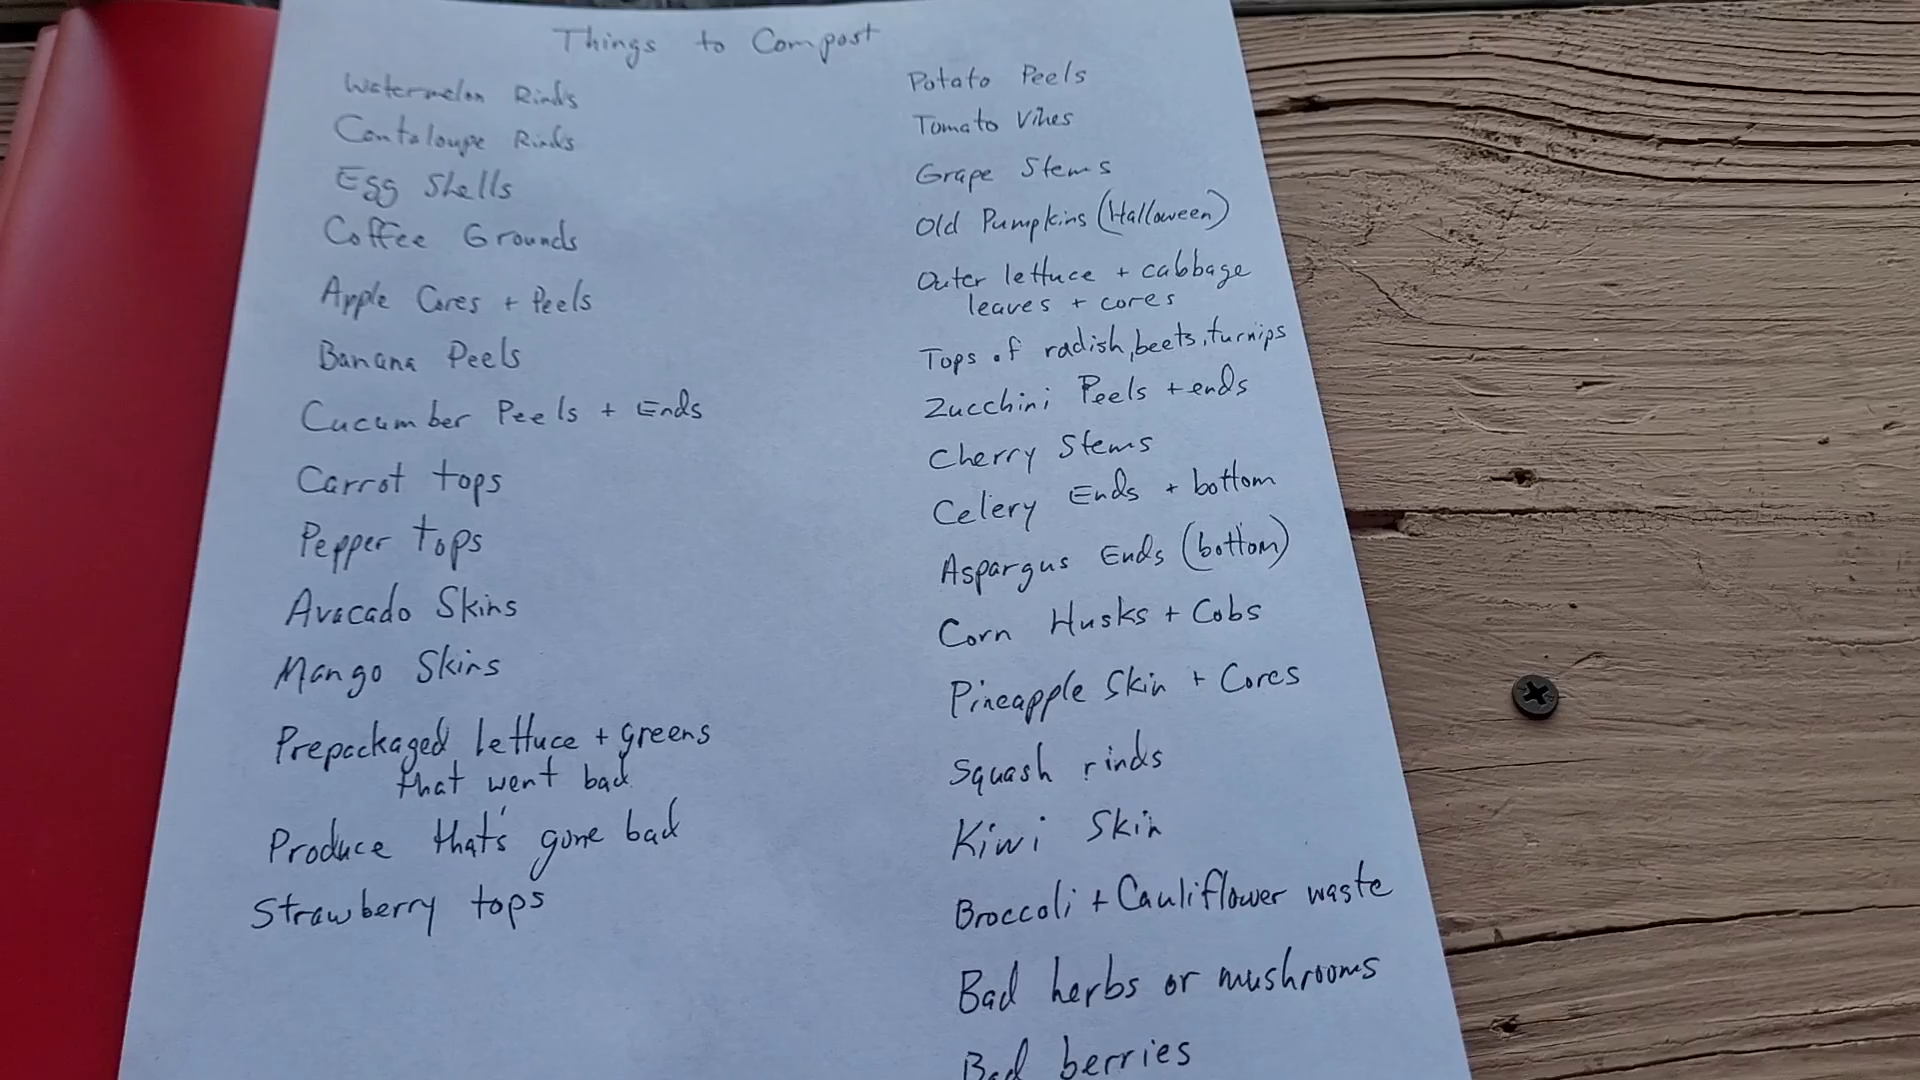 Things to Compost
Watermelon Rinds
Cantaloupe Rinds
Egg Shells
Coffee Grounds
Apple Cores + Peels
Banana Peels
Cucumber Peels + Ends
Carrot tops
Pepper tops
Avacado Skins
Mango Skins
Prepackaged lettuce + greens
that went bad
Produce that's gone bad
Strawberry tops
Potato Peels
Tomato Vines
Grape Stems
Old Pumpkins (Halloween)
Outer lettuce + cabbage
leaves + cores
Tops of radish, beets, turnips
Zucchini Peels + ends
Cherry Stems
Celery Ends + bottom
Aspargus Ends (bottom)
Corn Husks + Cobs
Pineapple Skin + Cores
Squash rinds
Kiwi Skin
Broccoli + Cauliflower waste
Bad herbs or mushrooms
Bad berries